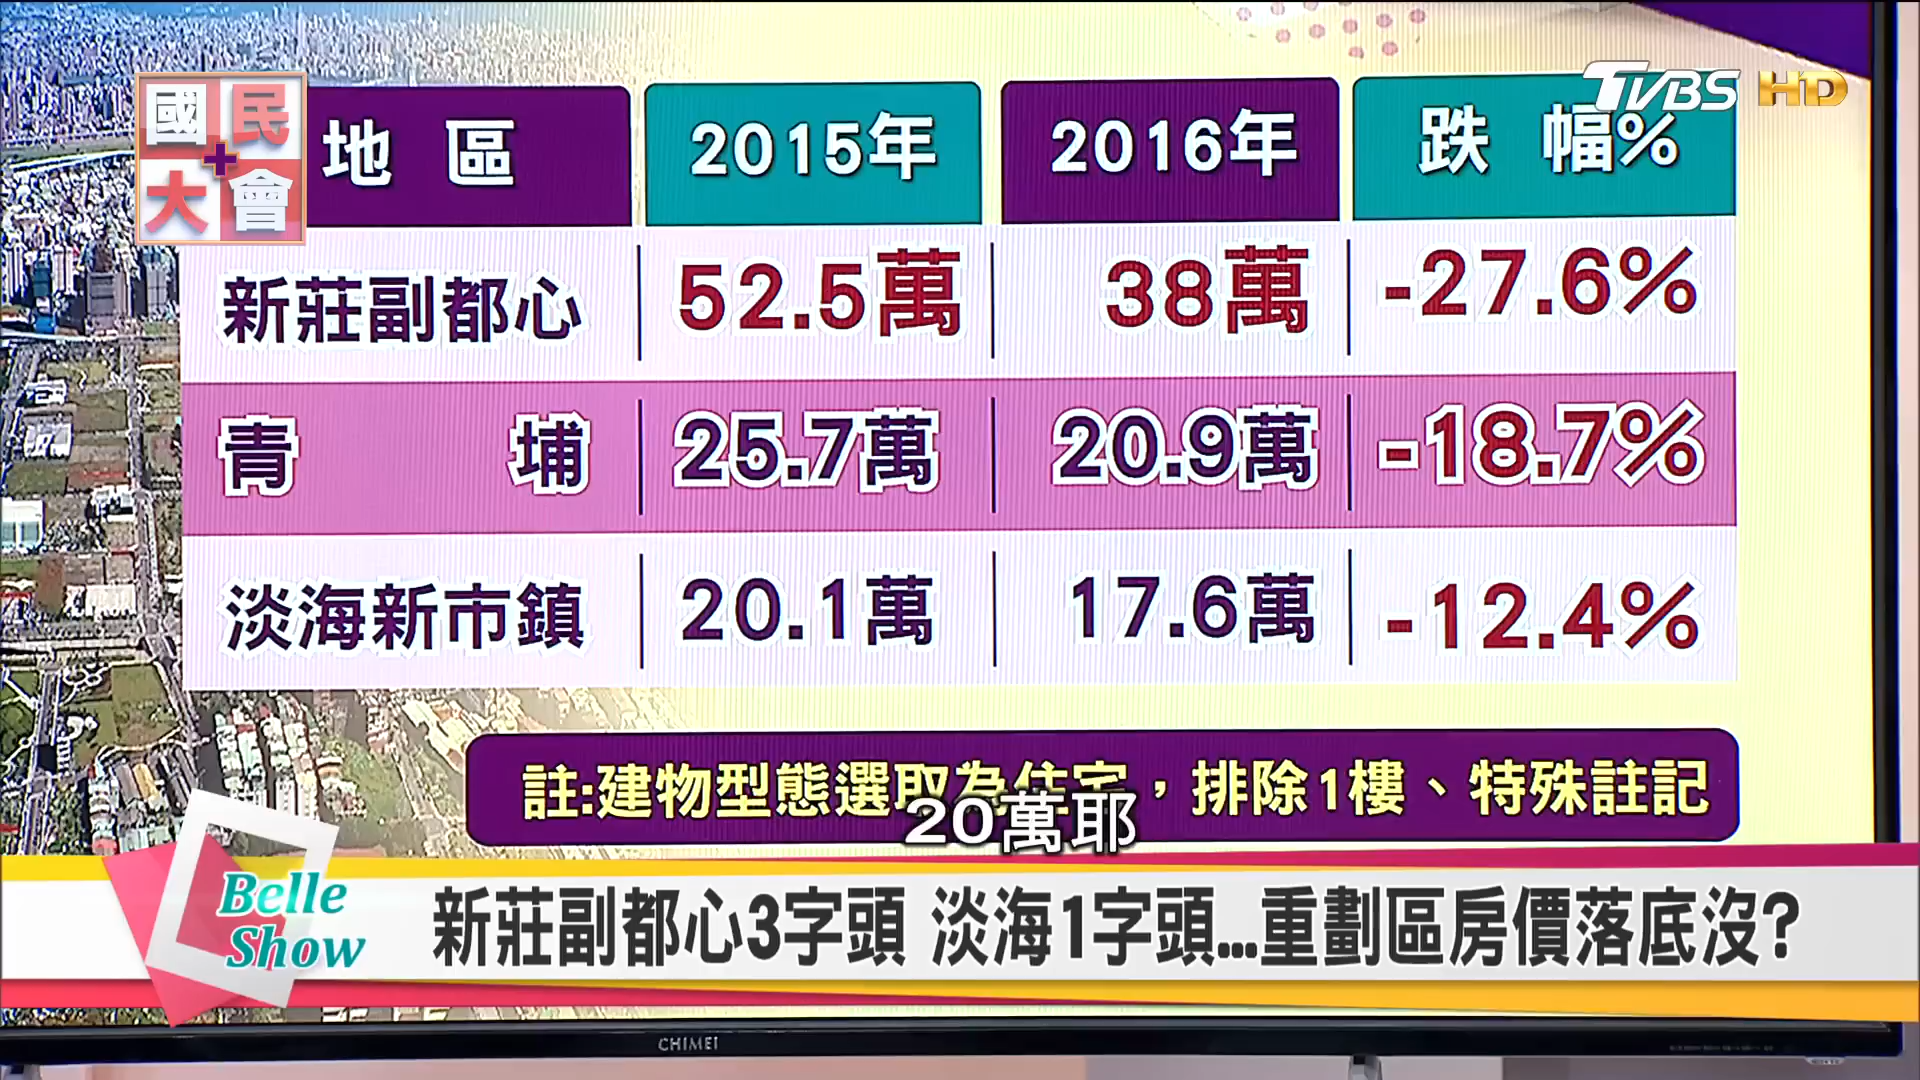 國民大會
TVBS HD
地 區 2015年 2016年 跌 幅%
新莊副都心 52.5萬 38萬 -27.6%
青 埔 25.7萬 20.9萬 -18.7%
淡海新市鎮 20.1萬 17.6萬 -12.4%
註:建物型態選取為住宅，排除1樓、特殊註記
20萬耶
Belle
Show
新莊副都心3字頭 淡海1字頭...重劃區房價落底沒?
CHIMEI